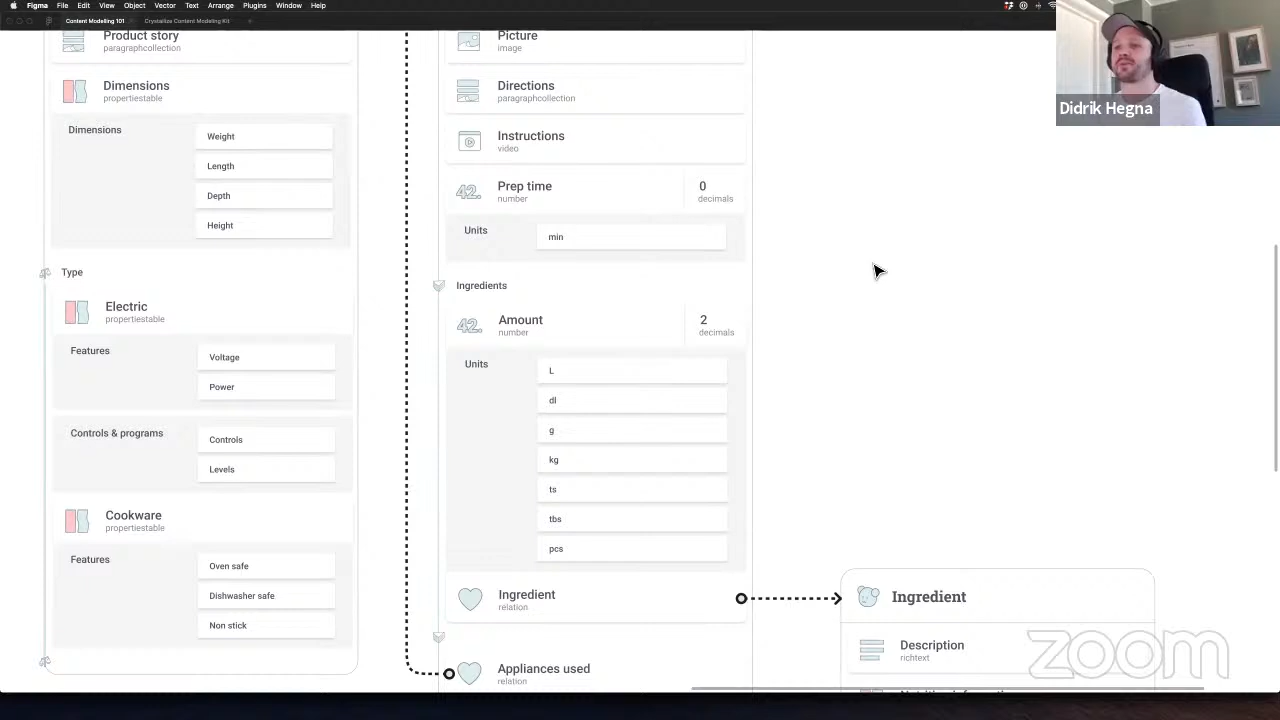 Figma File Edit View Object Vector Text Arrange Plugins Window Help
Content Modelling 101 Crystallize Content Modeling Kit
Product story
paragraphcollection
Dimensions
propertiestable
Dimensions
Weight
Length
Depth
Height
Type
Electric
propertiestable
Features
Voltage
Power
Controls & programs
Controls
Levels
Cookware
propertiestable
Features
Oven safe
Dishwasher safe
Non stick
Picture
image
Directions
paragraphcollection
Instructions
video
42. Prep time
number
0
decimals
Units
min
Ingredients
42. Amount
number
2
decimals
Units
L
dl
g
kg
ts
tbs
pcs
Ingredient
relation
Appliances used
relation
Ingredient
Description
richtext
Didrik Hegna
zoom